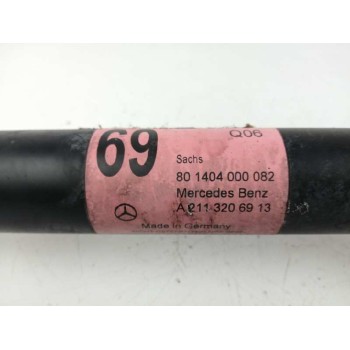 69
Q06
Sachs
80 1404 000 082
Mercedes Benz
A 211 320 69 13
Made in Germany